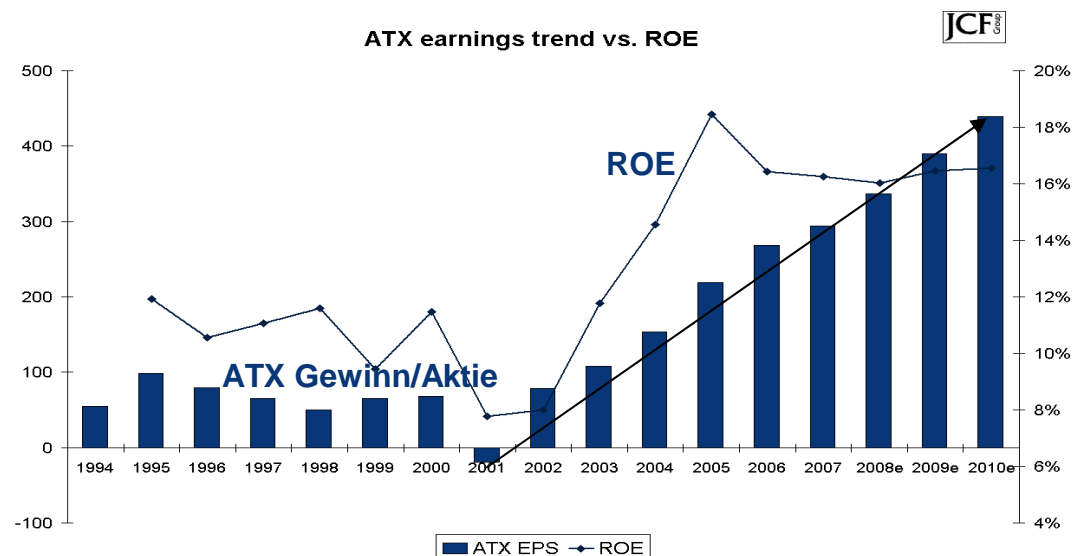 JCF
Group
ATX earnings trend vs. ROE
500
400
300
200
100
0
-100
20%
18%
16%
14%
12%
10%
8%
6%
4%
ROE
ATX Gewinn/Aktie
1994 1995 1996 1997 1998 1999 2000 2001 2002 2003 2004 2005 2006 2007 2008e 2009e 2010e
ATX EPS ROE